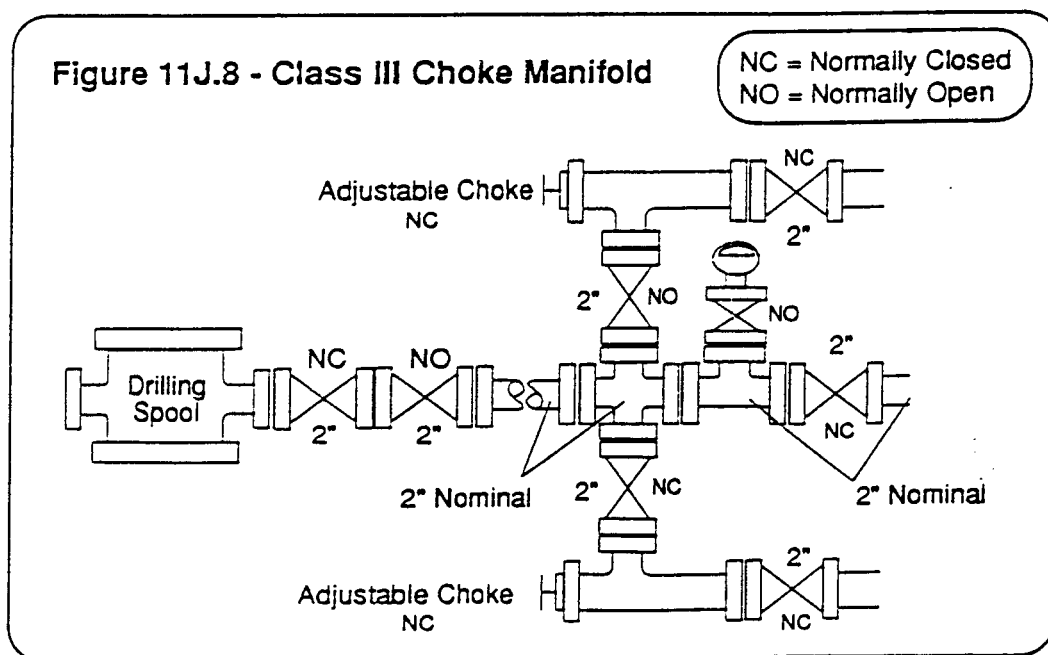 Figure 11J.8 - Class III Choke Manifold
NC = Normally Closed
NO = Normally Open
Adjustable Choke
NC
NC
2"
2"
NO
NO
Drilling
Spool
NC
NO
2"
2"
2"
NC
2" Nominal
2"
NC
2" Nominal
Adjustable Choke
NC
2"
NC